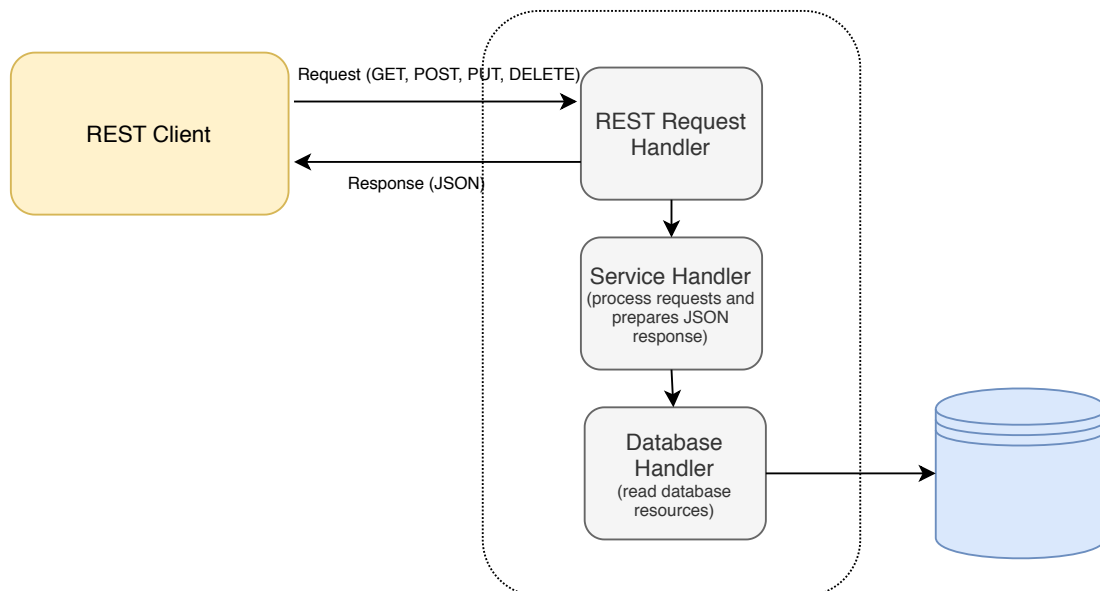 Request (GET, POST, PUT, DELETE)
REST Client
REST Request
Handler
Response (JSON)
Service Handler
(process requests and
prepares JSON
response)
Database
Handler
(read database
resources)